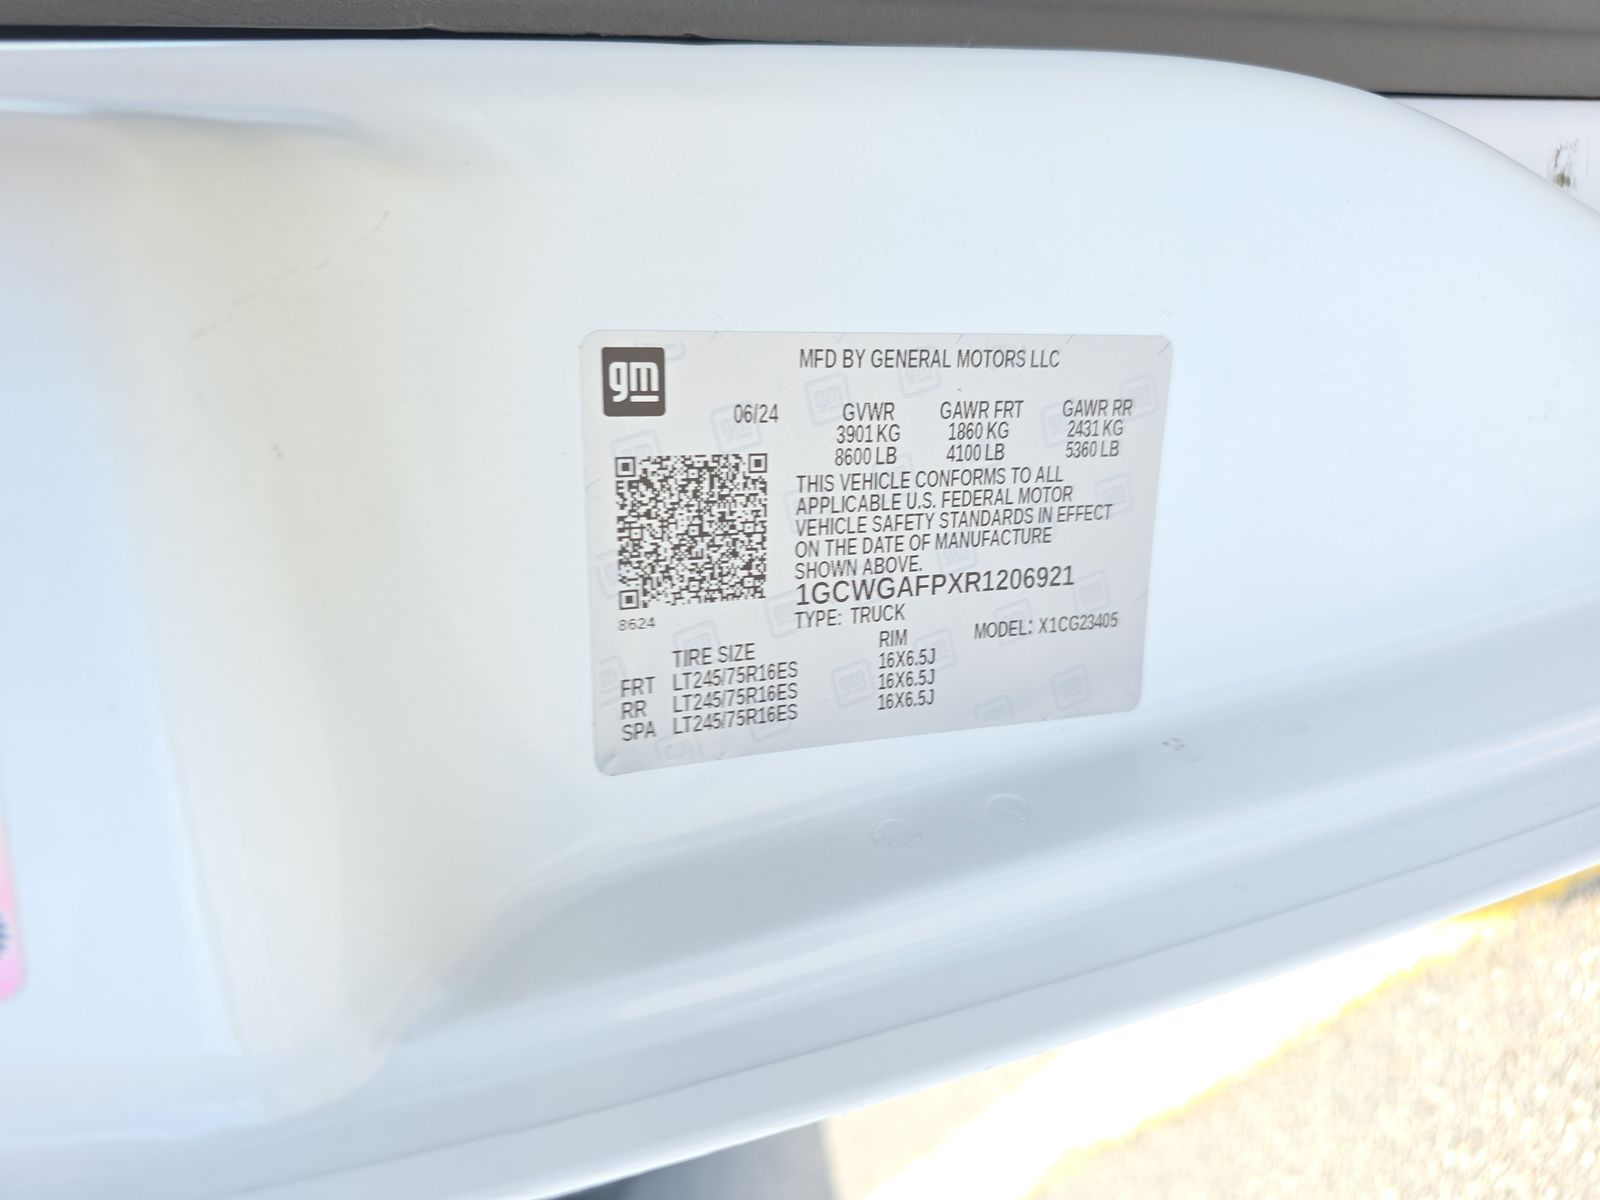 gm
MFD BY GENERAL MOTORS LLC
06/24 GVWR GAWR FRT GAWR RR
3901 KG 1860 KG 2431 KG
8600 LB 4100 LB 5360 LB
THIS VEHICLE CONFORMS TO ALL
APPLICABLE U.S. FEDERAL MOTOR
VEHICLE SAFETY STANDARDS IN EFFECT
ON THE DATE OF MANUFACTURE
SHOWN ABOVE.
1GCWGAFPXR1206921
8624
TYPE: TRUCK
MODEL: X1CG23405
TIRE SIZE RIM
FRT LT245/75R16ES 16X6.5J
RR LT245/75R16ES 16X6.5J
SPA LT245/75R16ES 16X6.5J